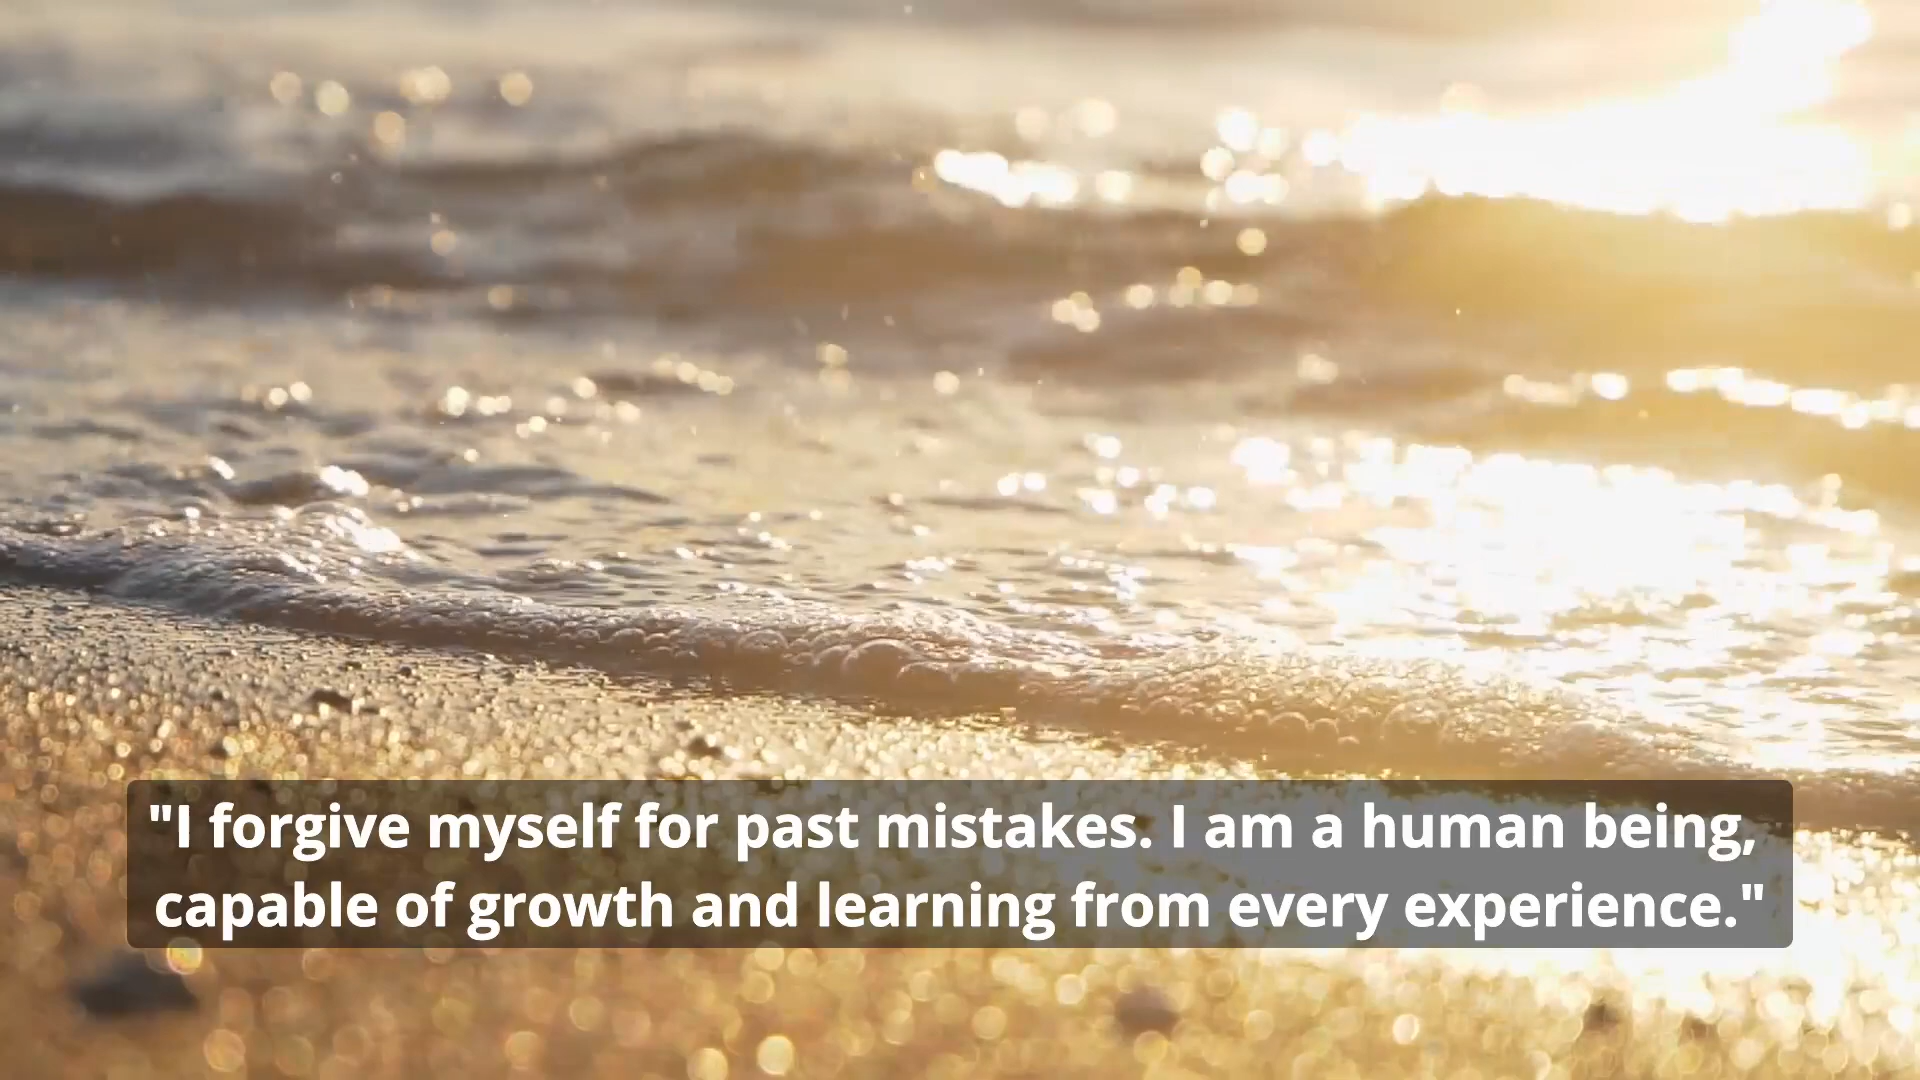 "I forgive myself for past mistakes. I am a human being,
capable of growth and learning from every experience."